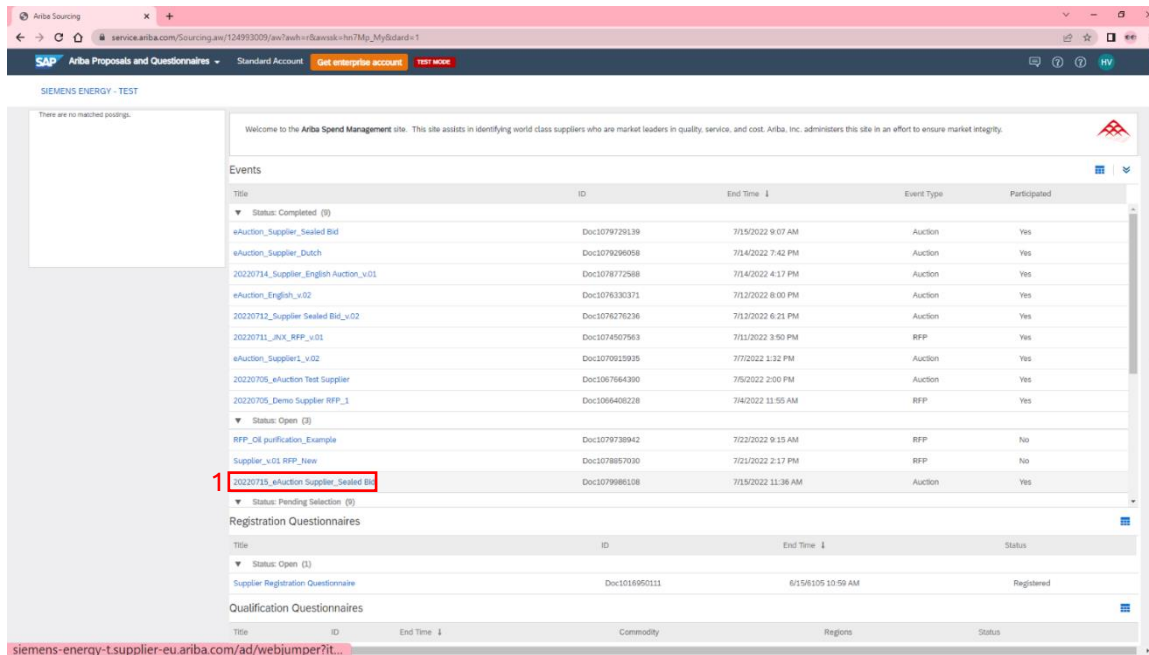 Ariba Sourcing
service.ariba.com/Sourcing.aw/124993009/aw?awh=r&awssk=hn7Mp_My&dard=1
SAP Ariba Proposals and Questionnaires Standard Account Get enterprise account TEST MODE HV
SIEMENS ENERGY - TEST
There are no matched postings.
Welcome to the Ariba Spend Management site. This site assists in identifying world class suppliers who are market leaders in quality, service, and cost. Ariba, Inc. administers this site in an effort to ensure market integrity.
Events
Title ID End Time ↓ Event Type Participated
▼ Status: Completed (9)
eAuction_Supplier_Sealed Bid Doc1079729139 7/15/2022 9:07 AM Auction Yes
eAuction_Supplier_Dutch Doc1079296058 7/14/2022 7:42 PM Auction Yes
20220714_Supplier_English Auction_v.01 Doc1078772588 7/14/2022 4:17 PM Auction Yes
eAuction_English_v.02 Doc1076330371 7/12/2022 8:00 PM Auction Yes
20220712_Supplier Sealed Bid_v.02 Doc1076276236 7/12/2022 6:21 PM Auction Yes
20220711_JNX_RFP_v.01 Doc1074507563 7/11/2022 3:50 PM RFP Yes
eAuction_Supplier1_v.02 Doc1070915935 7/7/2022 1:32 PM Auction Yes
20220705_eAuction Test Supplier Doc1067664390 7/5/2022 2:00 PM Auction Yes
20220705_Demo Supplier RFP_1 Doc1066408228 7/4/2022 11:55 AM RFP Yes
▼ Status: Open (3)
RFP_Oil purification_Example Doc1079738942 7/22/2022 9:15 AM RFP No
Supplier_v.01 RFP_New Doc1078857030 7/21/2022 2:17 PM RFP No
1 20220715_eAuction Supplier_Sealed Bid Doc1079986108 7/15/2022 11:36 AM Auction Yes
▼ Status: Pending Selection (9)
Registration Questionnaires
Title ID End Time ↓ Status
▼ Status: Open (1)
Supplier Registration Questionnaire Doc1016950111 6/15/6105 10:59 AM Registered
Qualification Questionnaires
Title ID End Time ↓ Commodity Regions Status
siemens-energy-t.supplier-eu.ariba.com/ad/webjumper?it...